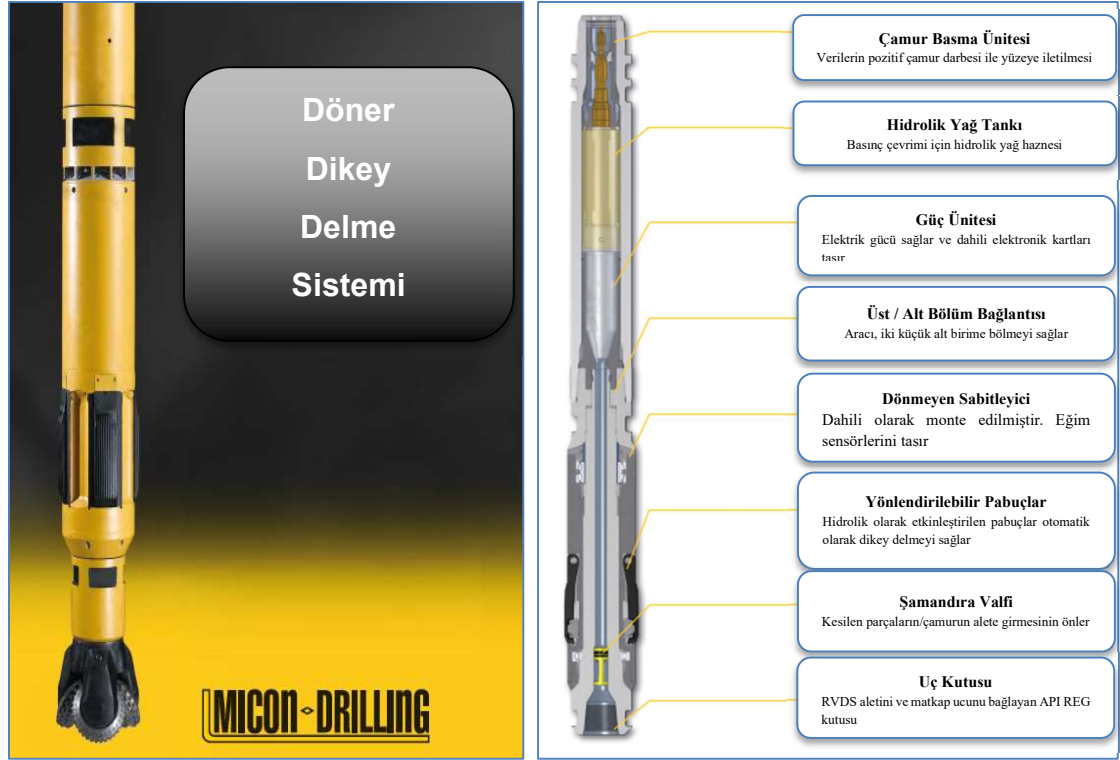 Döner
Dikey
Delme
Sistemi
MICON DRILLING
Çamur Basma Ünitesi
Verilerin pozitif çamur darbesi ile yüzeye iletilmesi
Hidrolik Yağ Tankı
Basınç çevrimi için hidrolik yağ haznesi
Güç Ünitesi
Elektrik gücü sağlar ve dahili elektronik kartları
taşır
Üst / Alt Bölüm Bağlantısı
Aracı, iki küçük alt birime bölmeyi sağlar
Dönmeyen Sabitleyici
Dahili olarak monte edilmiştir. Eğim
sensörlerini taşır
Yönlendirilebilir Pabuçlar
Hidrolik olarak etkinleştirilen pabuçlar otomatik
olarak dikey delmeyi sağlar
Şamandıra Valfi
Kesilen parçaların/çamurun alete girmesinin önler
Uç Kutusu
RVDS aletini ve matkap ucunu bağlayan API REG
kutusu